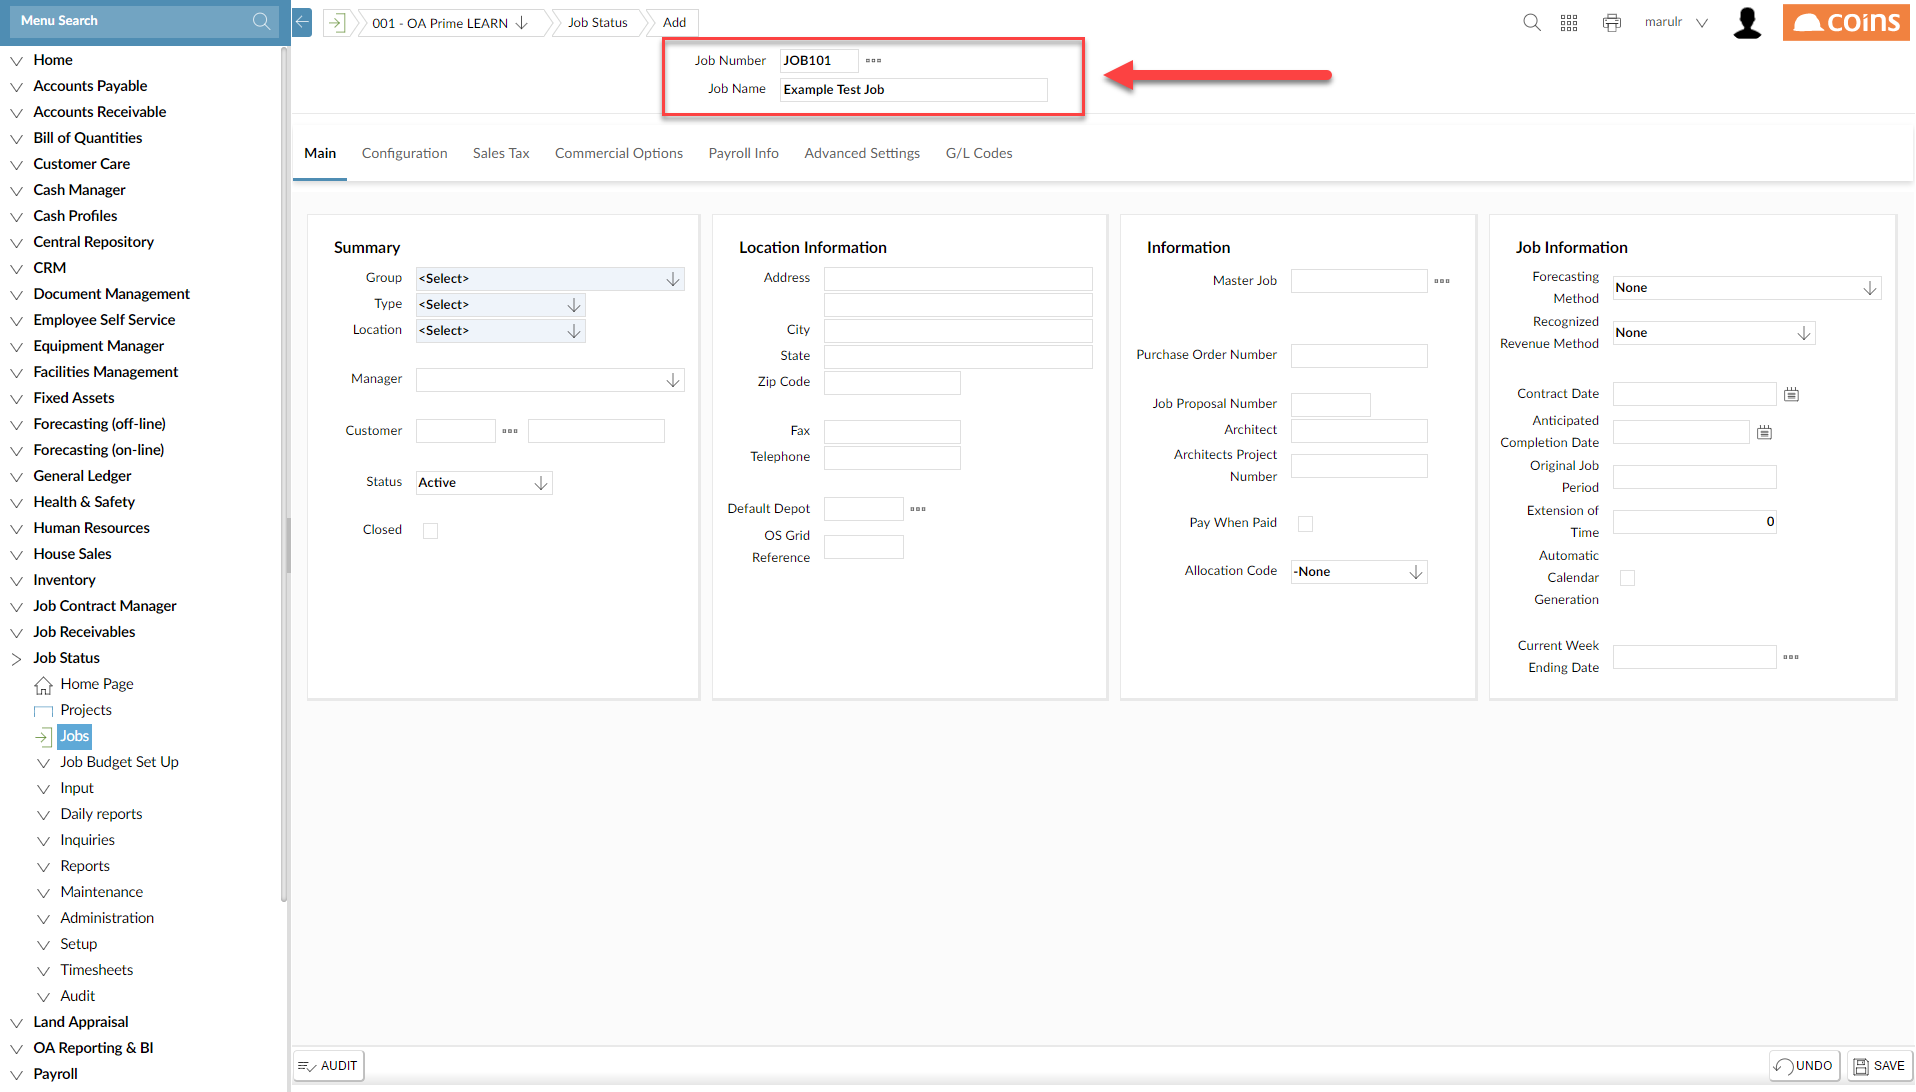 Menu Search
001 - OA Prime LEARN
Job Status
Add
marulr
coins
Home
Accounts Payable
Accounts Receivable
Bill of Quantities
Customer Care
Cash Manager
Cash Profiles
Central Repository
CRM
Document Management
Employee Self Service
Equipment Manager
Facilities Management
Fixed Assets
Forecasting (off-line)
Forecasting (on-line)
General Ledger
Health & Safety
Human Resources
House Sales
Inventory
Job Contract Manager
Job Receivables
Job Status
Home Page
Projects
Jobs
Job Budget Set Up
Input
Daily reports
Inquiries
Reports
Maintenance
Administration
Setup
Timesheets
Audit
Land Appraisal
OA Reporting & BI
Payroll
Job Number JOB101
Job Name Example Test Job
Main Configuration Sales Tax Commercial Options Payroll Info Advanced Settings G/L Codes
Summary
Group <Select>
Type <Select>
Location <Select>
Manager
Customer
Status Active
Closed
Location Information
Address
City
State
Zip Code
Fax
Telephone
Default Depot
OS Grid
Reference
Information
Master Job
Purchase Order Number
Job Proposal Number
Architect
Architects Project
Number
Pay When Paid
Allocation Code -None
Job Information
Forecasting
Method None
Recognized
Revenue Method None
Contract Date
Anticipated
Completion Date
Original Job
Period
Extension of
Time 0
Automatic
Calendar
Generation
Current Week
Ending Date
AUDIT
UNDO
SAVE